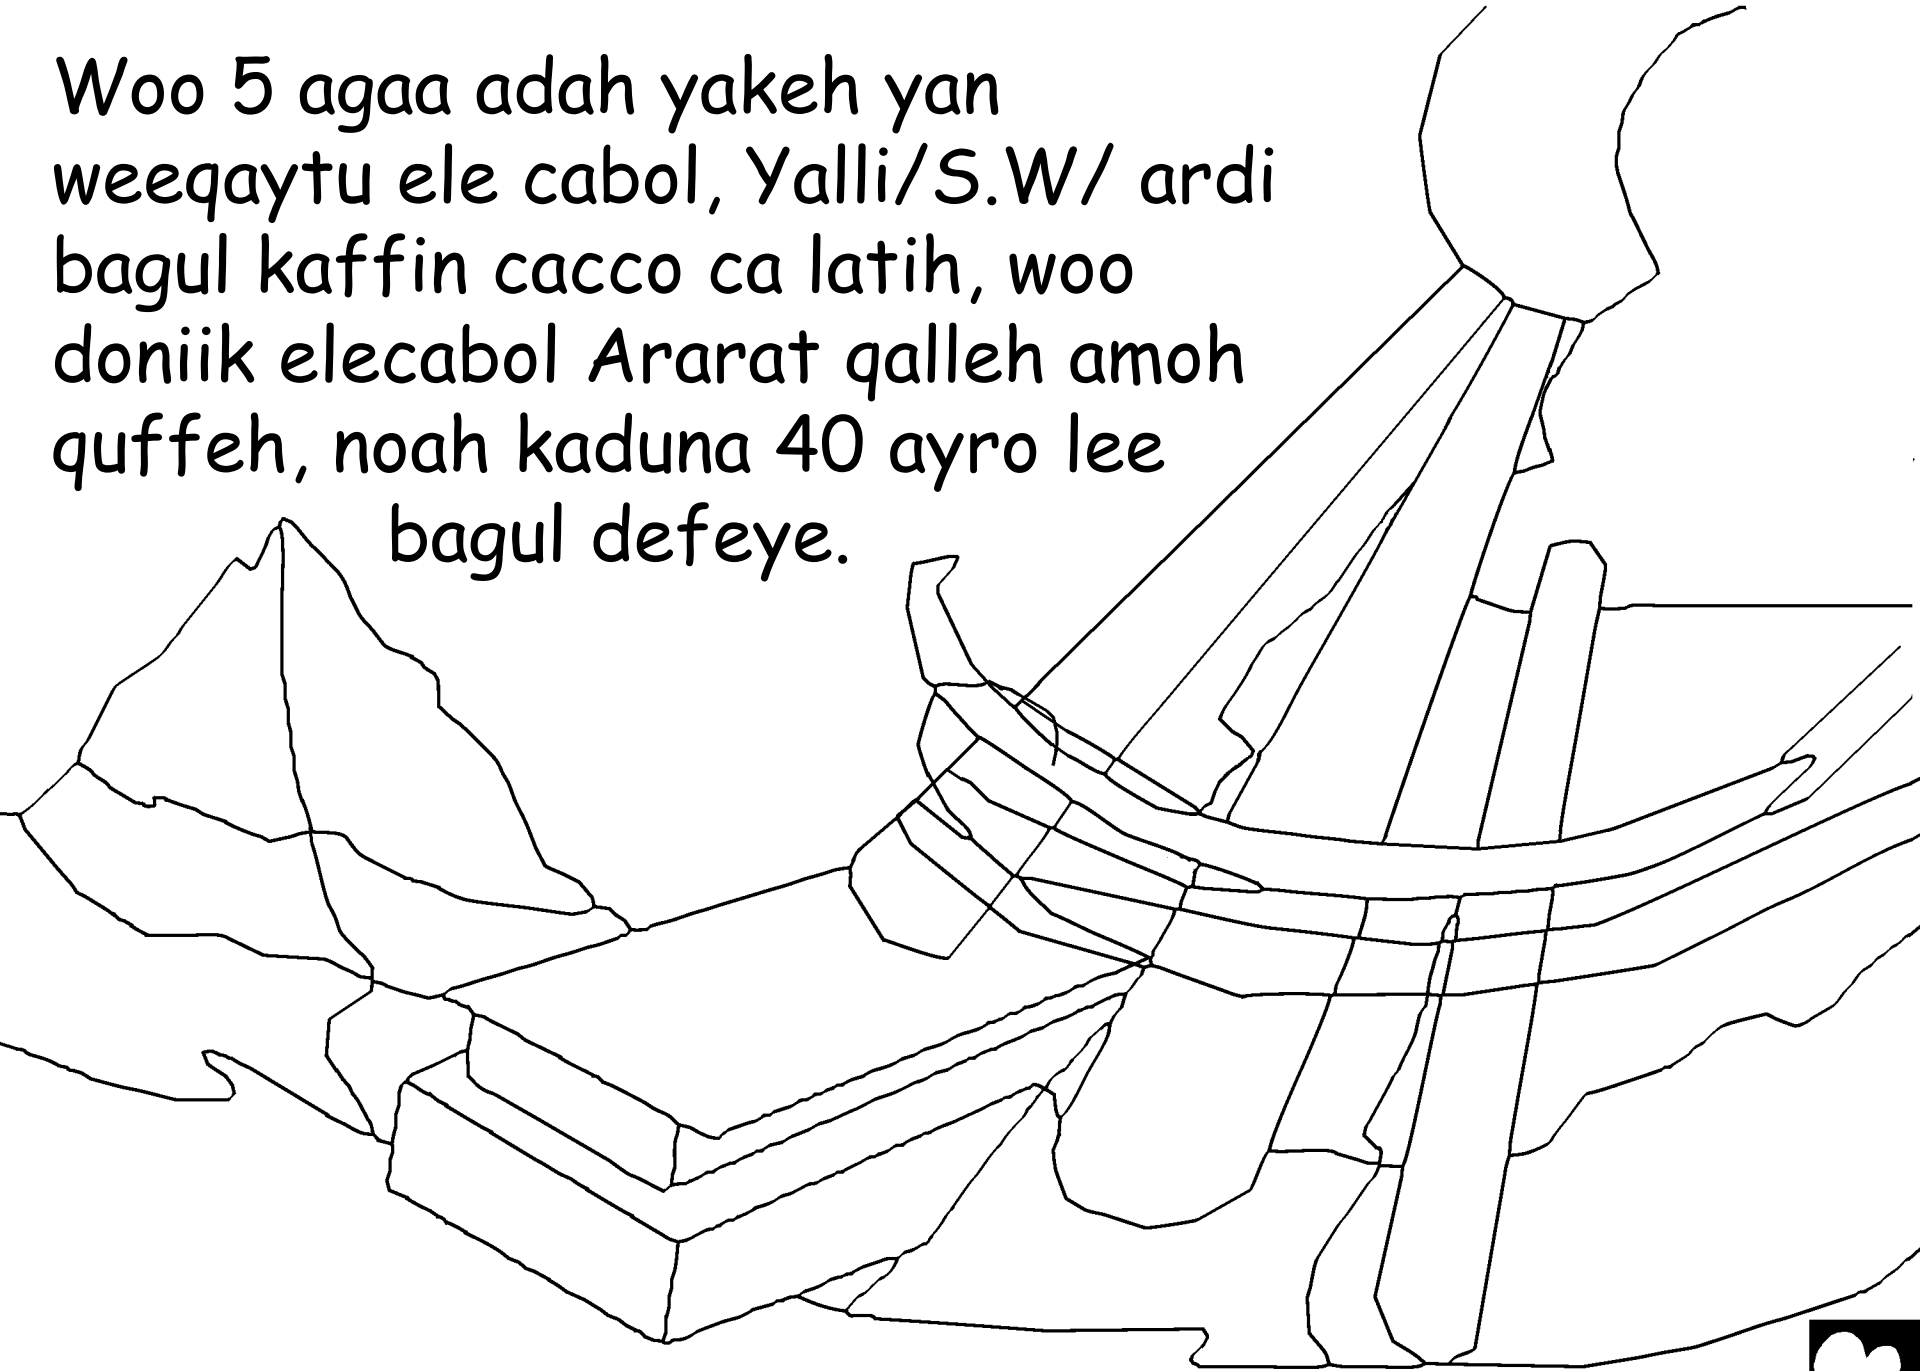 Woo 5 agaa adah yakeh yan
weeqaytu ele cabol, Yalli/S.W/ ardi
bagul kaffin cacco ca latih, woo
doniik elecabol Ararat qalleh amoh
quffeh, noah kaduna 40 ayro lee
bagul defeye.